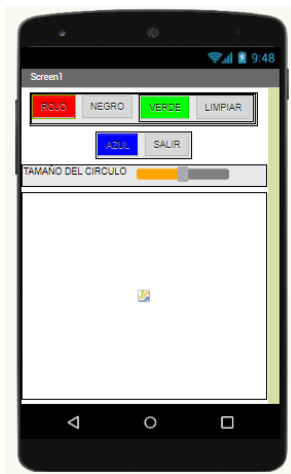 9:48
Screen1
ROJO NEGRO VERDE LIMPIAR
AZUL SALIR
TAMAÑO DEL CIRCULO